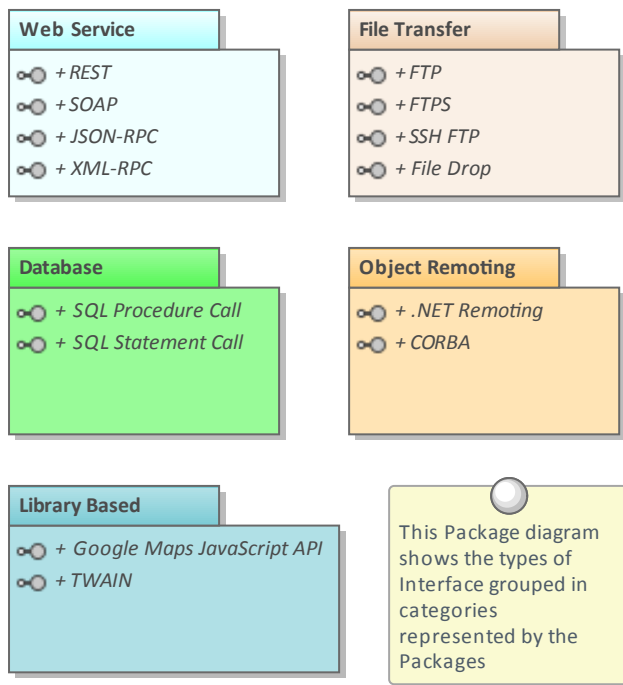 Web Service
+ REST
+ SOAP
+ JSON-RPC
+ XML-RPC
File Transfer
+ FTP
+ FTPS
+ SSH FTP
+ File Drop
Database
+ SQL Procedure Call
+ SQL Statement Call
Object Remoting
+ .NET Remoting
+ CORBA
Library Based
+ Google Maps JavaScript API
+ TWAIN
This Package diagram
shows the types of
Interface grouped in
categories
represented by the
Packages